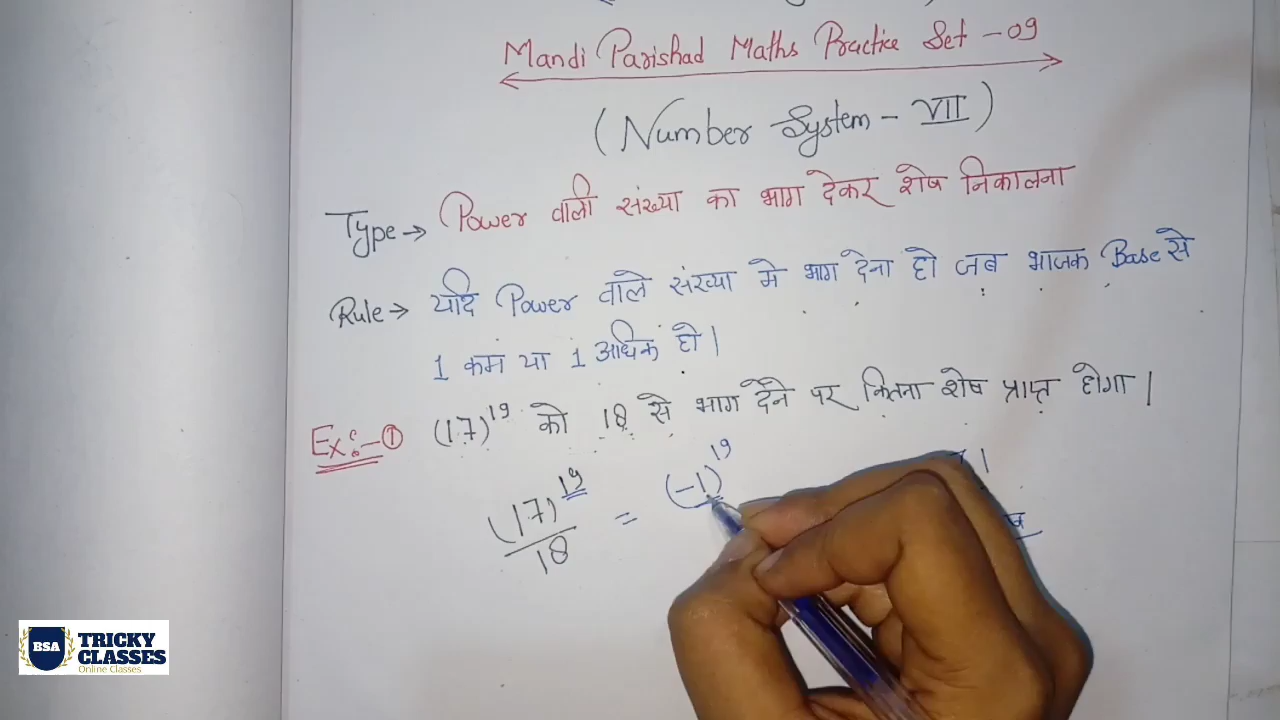 Mandi Parishad Maths Practice Set - 09
(Number System - VII)
Type → Power वाली संख्या का भाग देकर शेष निकालना
Rule → यदि Power वाले संख्या मे भाग देना हो जब भाजक Base से
1 कम या 1 अधिक हो|
Ex:-① (17)^19 को 18 से भाग देने पर कितना शेष प्राप्त होगा|
(17)^19 / 18 = (-1)^19
BSA TRICKY CLASSES
Online Classes